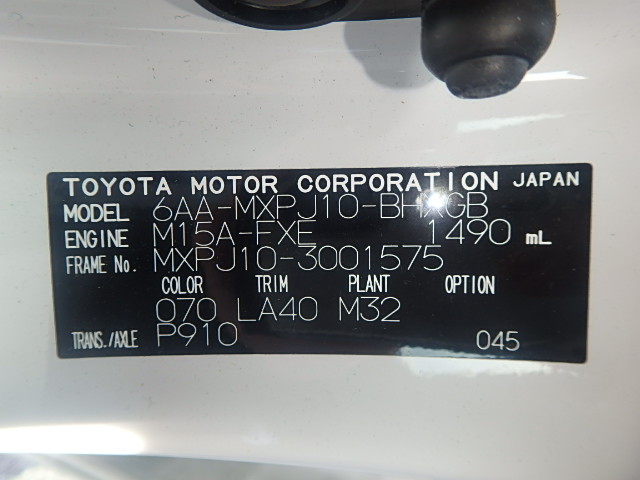 TOYOTA MOTOR CORPORATION JAPAN
MODEL 6AA-MXPJ10-BHXGB
ENGINE M15A-FXE 1490 mL
FRAME No. MXPJ10-3001575
COLOR TRIM PLANT OPTION
070 LA40 M32
TRANS./AXLE P910 045